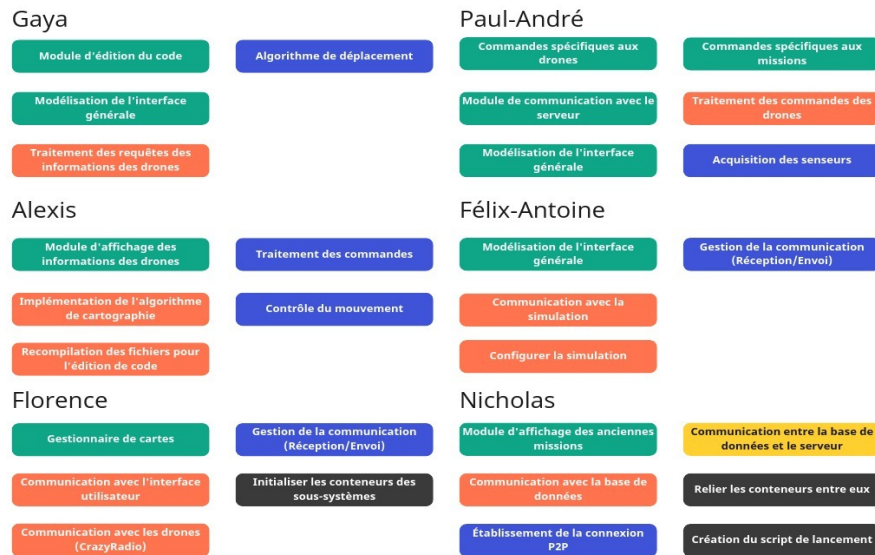 Gaya
Module d'édition du code
Algorithme de déplacement
Modélisation de l'interface
générale
Traitement des requêtes des
informations des drones
Paul-André
Commandes spécifiques aux
drones
Commandes spécifiques aux
missions
Module de communication avec le
serveur
Traitement des commandes des
drones
Modélisation de l'interface
générale
Acquisition des senseurs
Alexis
Module d'affichage des
informations des drones
Traitement des commandes
Implémentation de l'algorithme
de cartographie
Contrôle du mouvement
Recompilation des fichiers pour
l'édition de code
Félix-Antoine
Modélisation de l'interface
générale
Gestion de la communication
(Réception/Envoi)
Communication avec la
simulation
Configurer la simulation
Florence
Gestionnaire de cartes
Gestion de la communication
(Réception/Envoi)
Communication avec l'interface
utilisateur
Initialiser les conteneurs des
sous-systèmes
Communication avec les drones
(CrazyRadio)
Nicholas
Module d'affichage des anciennes
missions
Communication entre la base de
données et le serveur
Communication avec la base de
données
Relier les conteneurs entre eux
Établissement de la connexion
P2P
Création du script de lancement